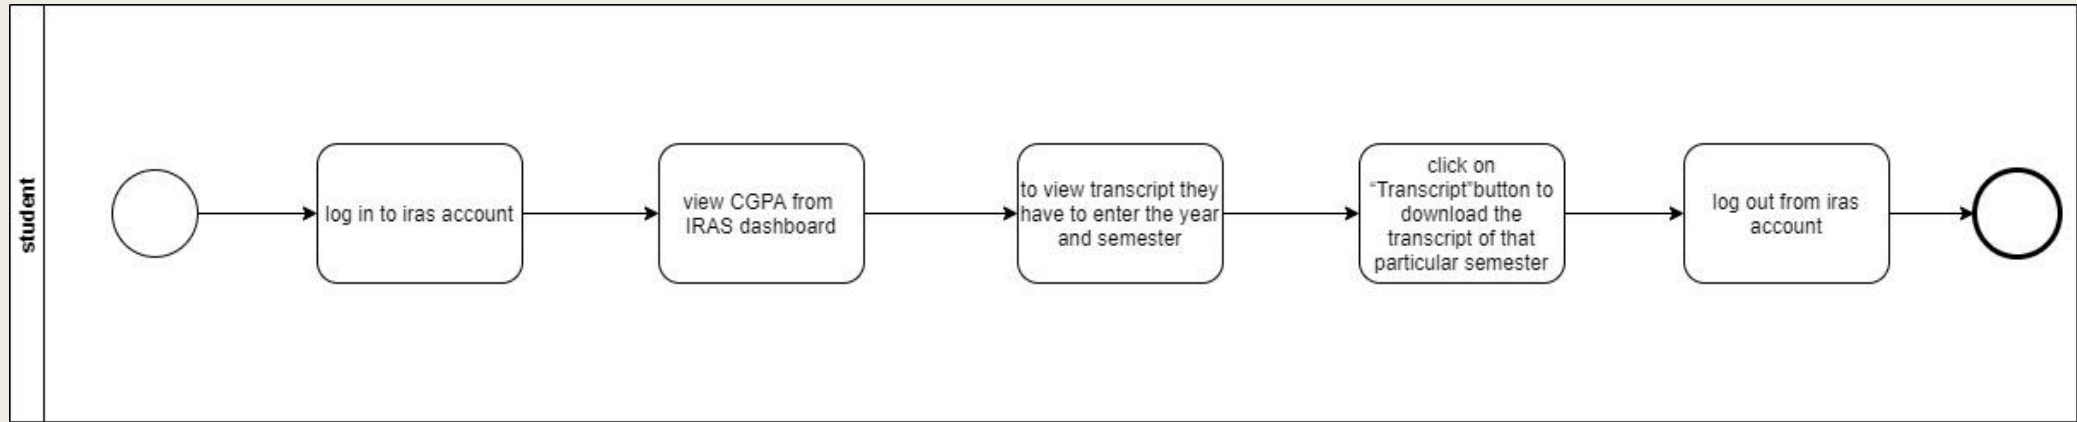 student
log in to iras account
view CGPA from
IRAS dashboard
to view transcript they
have to enter the year
and semester
click on
“Transcript”button to
download the
transcript of that
particular semester
log out from iras
account